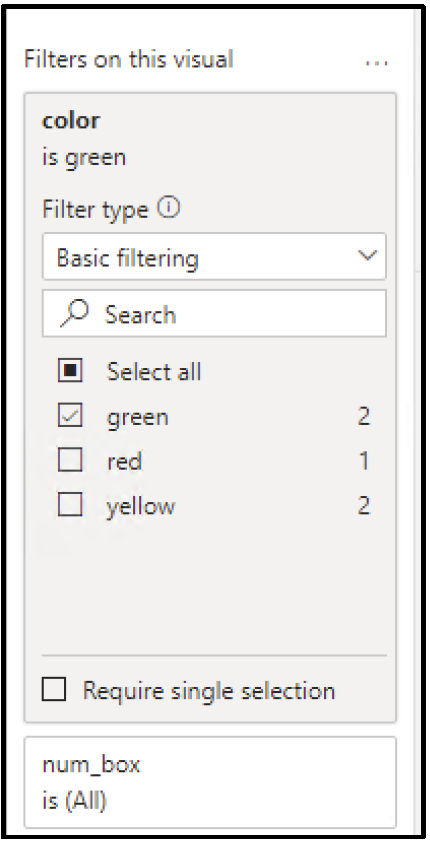 Filters on this visual ...
color
is green
Filter type
Basic filtering
Search
Select all
green 2
red 1
yellow 2
Require single selection
num_box
is (All)